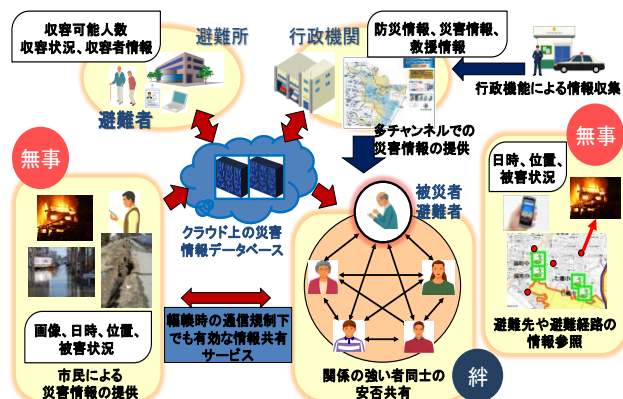 収容可能人数
収容状況、収容者情報
避難所
避難者
行政機関
防災情報、災害情報、
救援情報
行政機能による情報収集
多チャンネルでの
災害情報の提供
無事
画像、日時、位置、
被害状況
市民による
災害情報の提供
クラウド上の災害
情報データベース
輻輳時の通信規制下
でも有効な情報共有
サービス
被災者
避難者
関係の強い者同士の
安否共有
絆
無事
日時、位置、
被害状況
避難先や避難経路の
情報参照